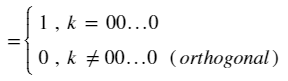 = { 1 , k = 00...0
0 , k ≠ 00...0 (orthogonal)